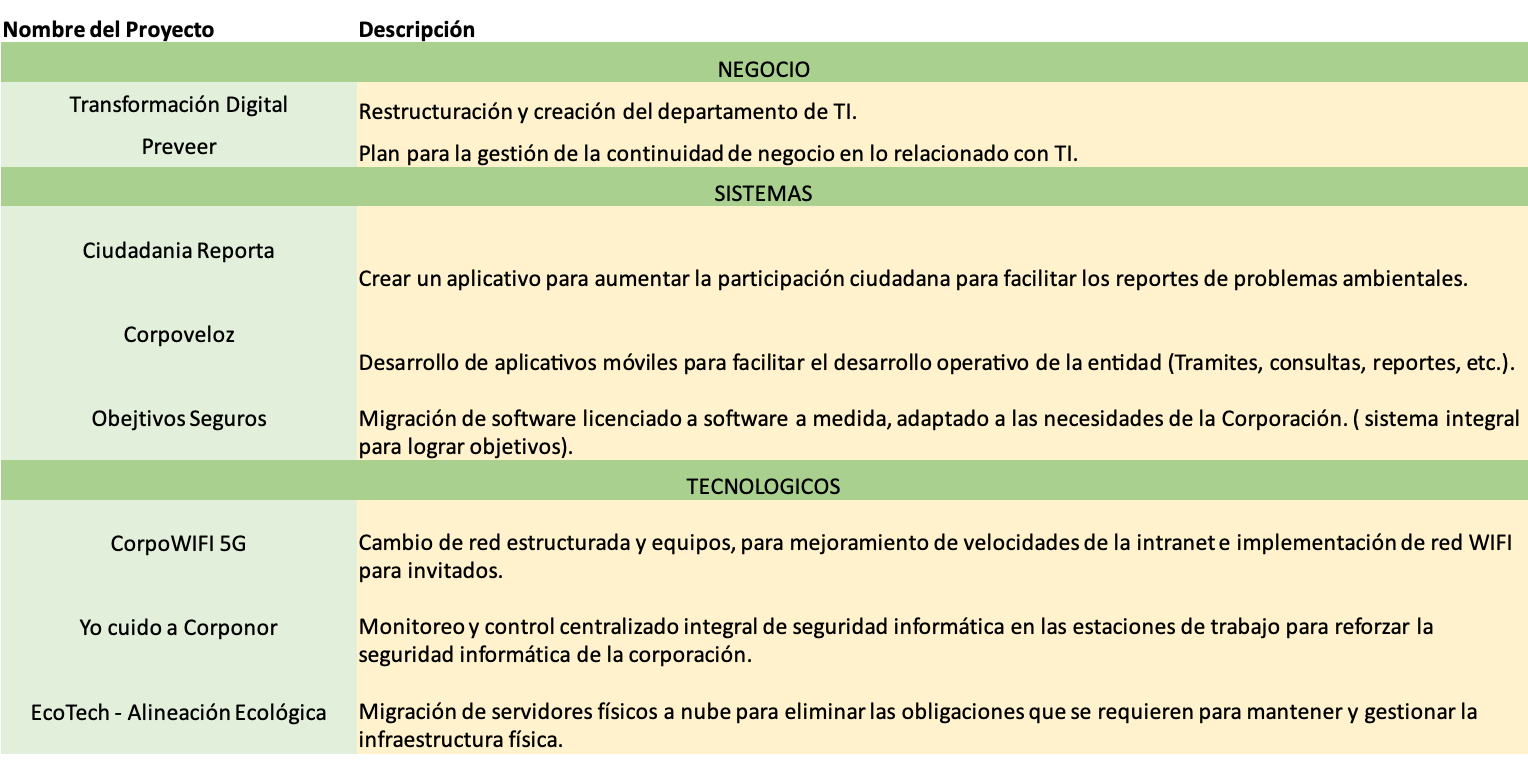 Nombre del Proyecto Descripción
NEGOCIO
Transformación Digital Restructuración y creación del departamento de TI.
Preveer Plan para la gestión de la continuidad de negocio en lo relacionado con TI.
SISTEMAS
Ciudadania Reporta
Crear un aplicativo para aumentar la participación ciudadana para facilitar los reportes de problemas ambientales.
Corpoveloz
Desarrollo de aplicativos móviles para facilitar el desarrollo operativo de la entidad (Tramites, consultas, reportes, etc.).
Obejtivos Seguros Migración de software licenciado a software a medida, adaptado a las necesidades de la Corporación. ( sistema integral
para lograr objetivos).
TECNOLOGICOS
CorpoWIFI 5G Cambio de red estructurada y equipos, para mejoramiento de velocidades de la intranet e implementación de red WIFI
para invitados.
Yo cuido a Corponor Monitoreo y control centralizado integral de seguridad informática en las estaciones de trabajo para reforzar la
seguridad informática de la corporación.
EcoTech - Alineación Ecológica Migración de servidores físicos a nube para eliminar las obligaciones que se requieren para mantener y gestionar la
infraestructura física.